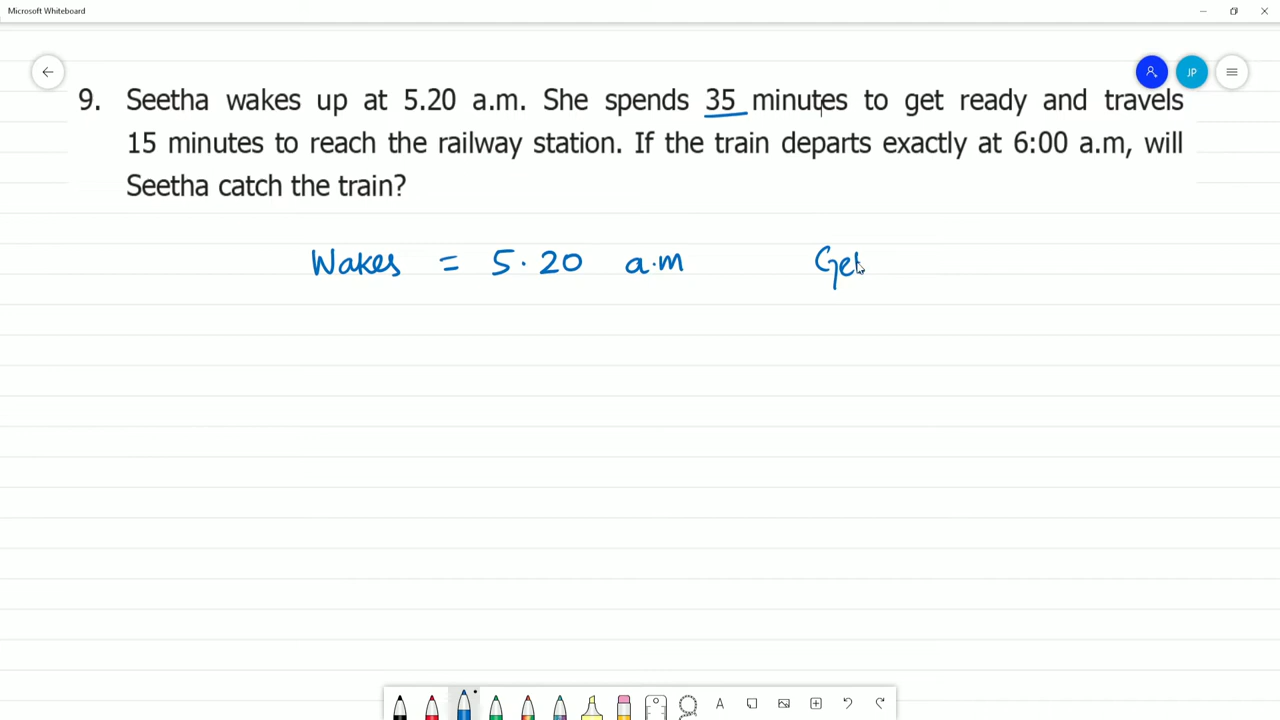 Microsoft Whiteboard
JP
9. Seetha wakes up at 5.20 a.m. She spends 35 minutes to get ready and travels
15 minutes to reach the railway station. If the train departs exactly at 6:00 a.m, will
Seetha catch the train?
Wakes = 5.20 a.m Get
A